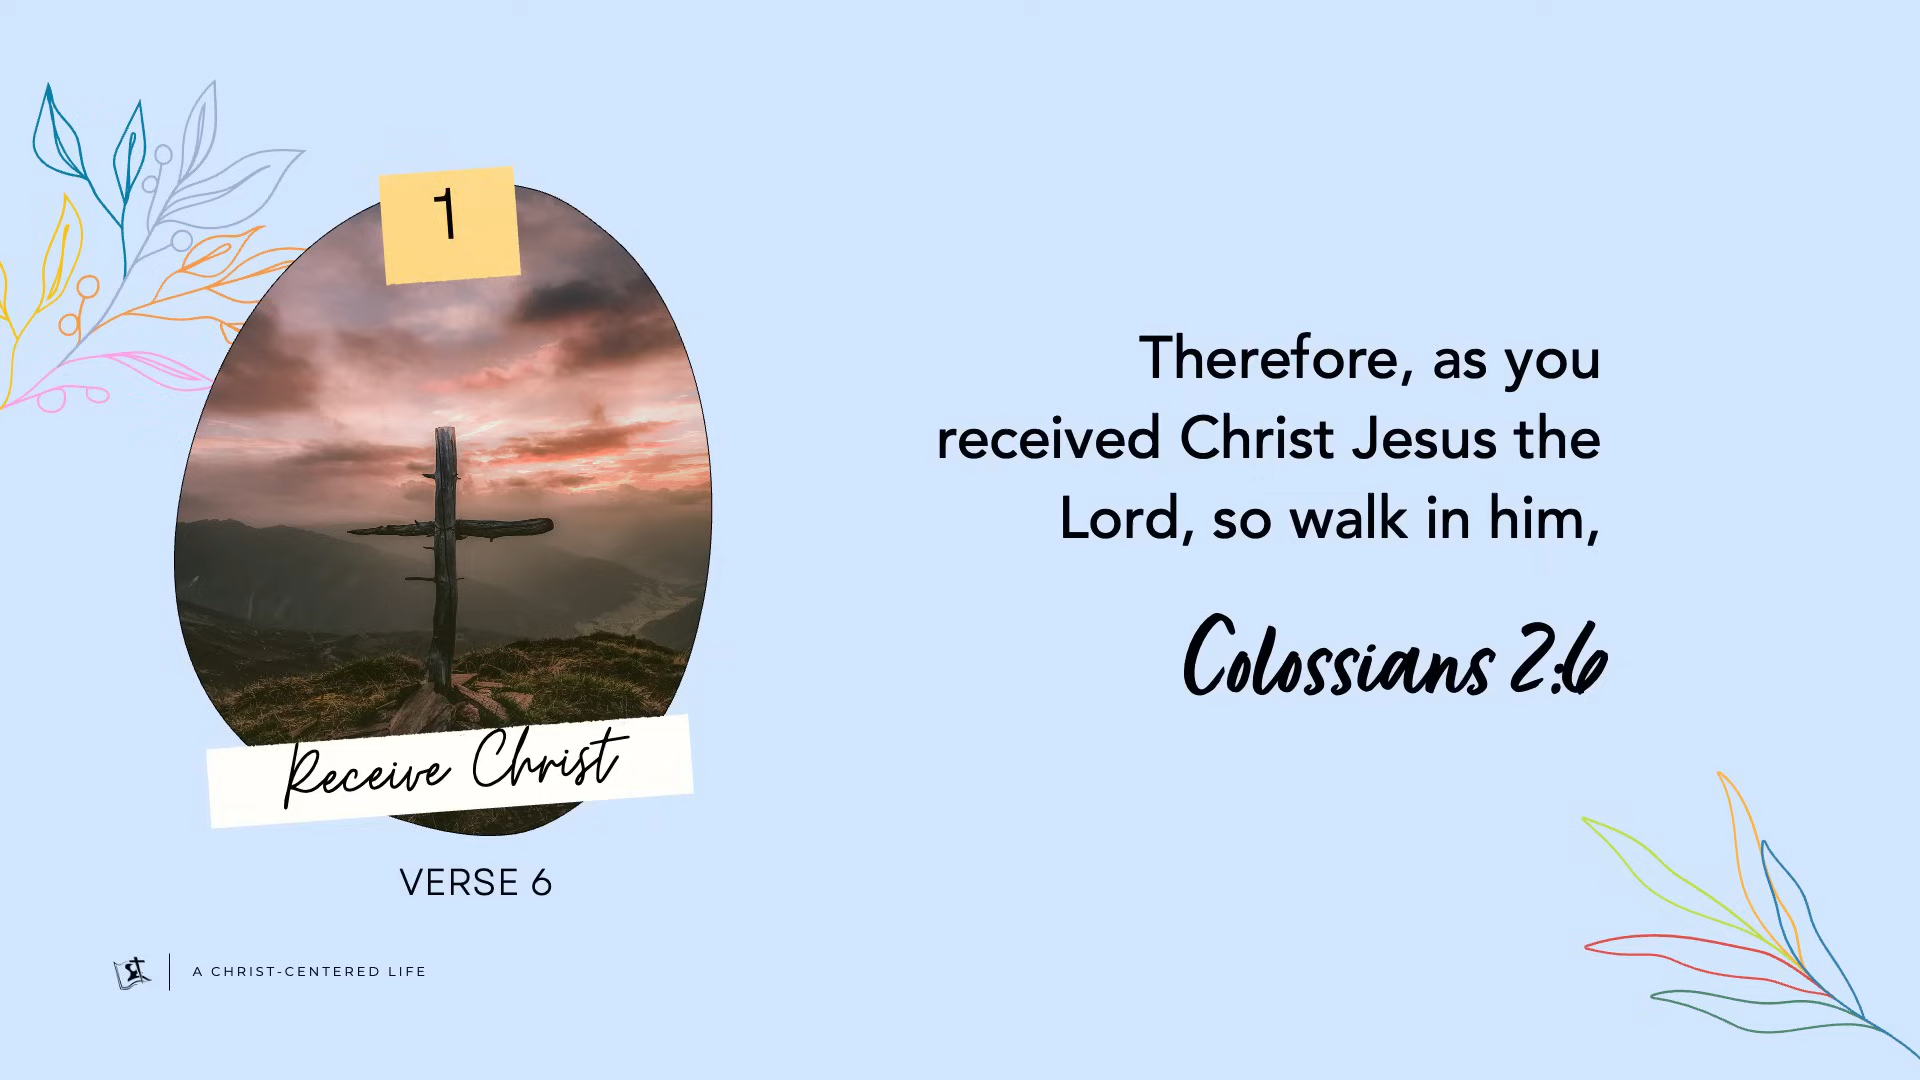 1
Receive Christ
VERSE 6
Therefore, as you
received Christ Jesus the
Lord, so walk in him,
Colossians 2:6
A CHRIST-CENTERED LIFE